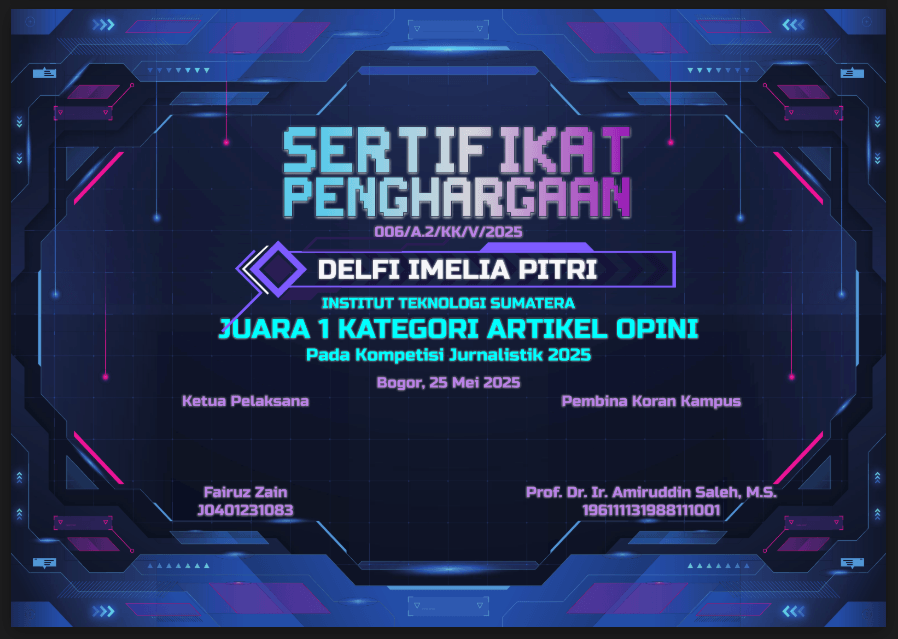 SERTIFIKAT
PENGHARGAAN
006/A.2/KK/V/2025
DELFI IMELIA PITRI
INSTITUT TEKNOLOGI SUMATERA
JUARA 1 KATEGORI ARTIKEL OPINI
Pada Kompetisi Jurnalistik 2025
Bogor, 25 Mei 2025
Ketua Pelaksana
Pembina Koran Kampus
Fairuz Zain
J0401231083
Prof. Dr. Ir. Amiruddin Saleh, M.S.
196111131988111001